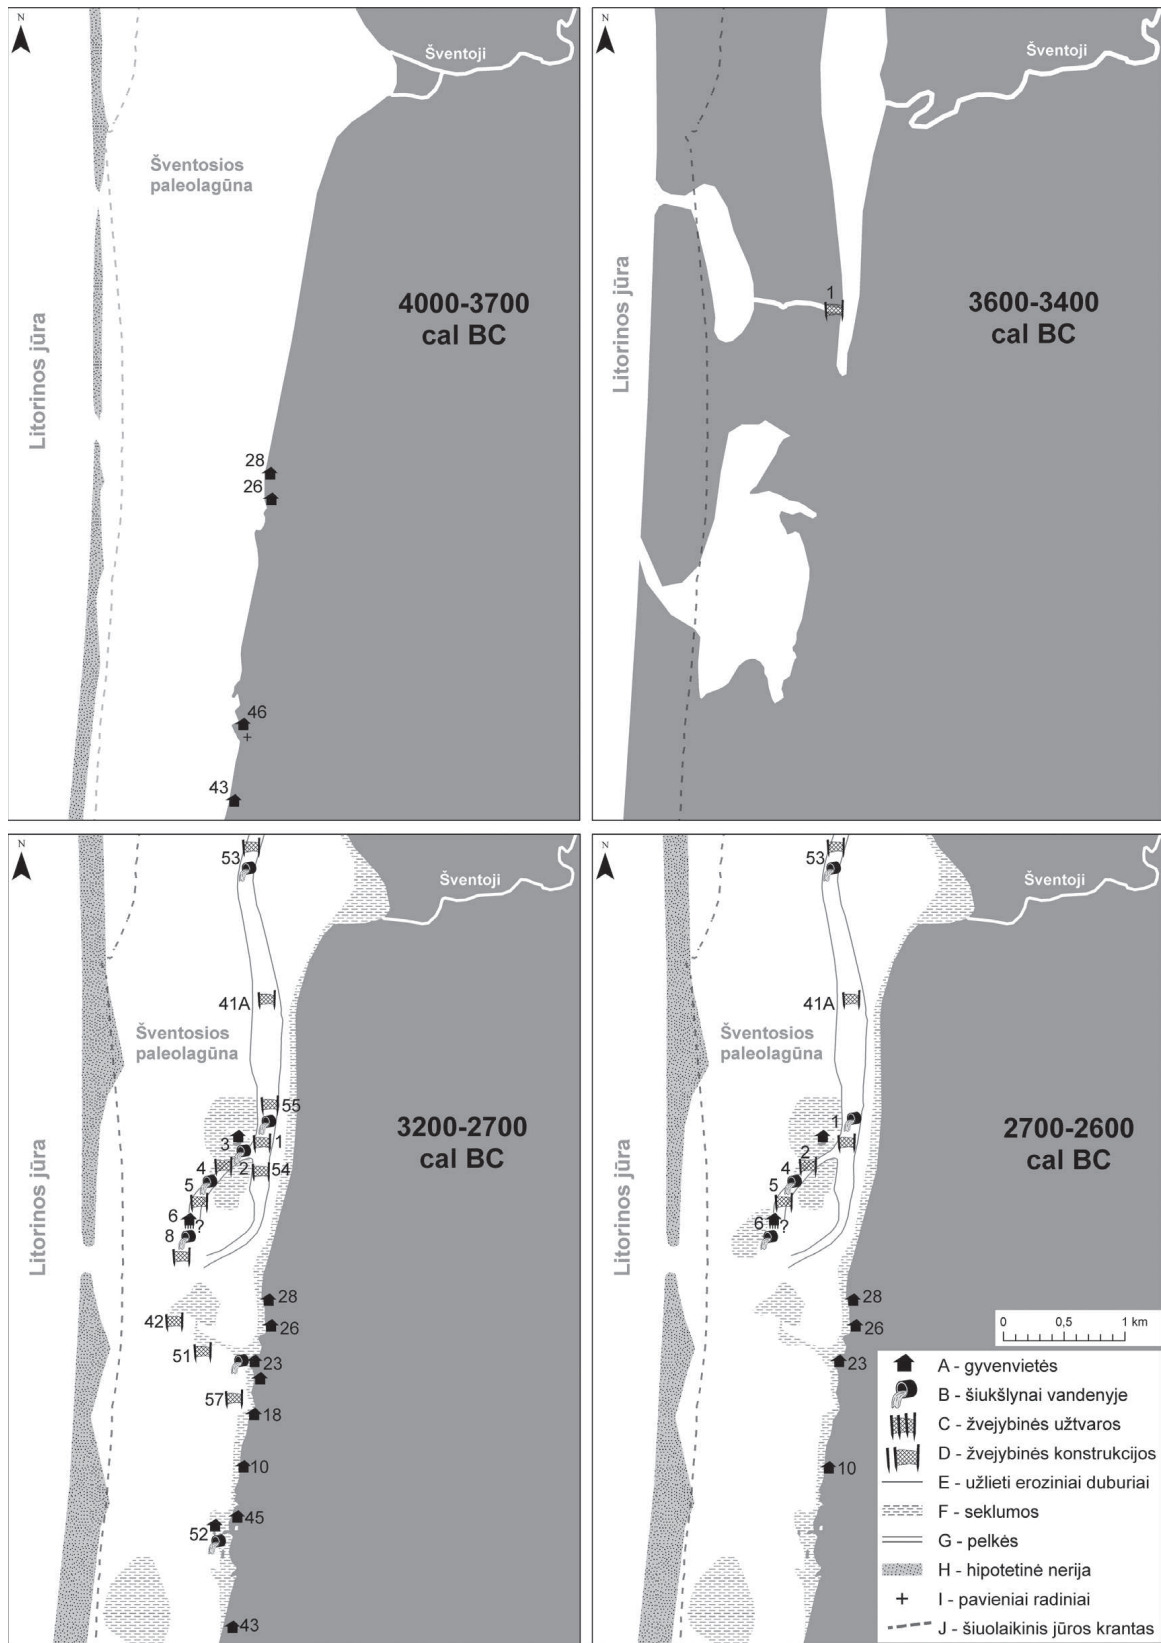 N
Šventoji
Šventosios
paleolagūna
Litorinos jūra
4000-3700
cal BC
28
26
46
43
N
Šventoji
Litorinos jūra
1
3600-3400
cal BC
N
53
Šventoji
41A
Šventosios
paleolagūna
Litorinos jūra
55
3200-2700
cal BC
3
1
4
2
54
5
6
?
8
28
42
26
51
23
57
18
10
45
52
43
N
53
Šventoji
41A
Šventosios
paleolagūna
Litorinos jūra
1
2700-2600
cal BC
2
4
5
6
?
28
26
23
10
0
0,5
1 km
A - gyvenvietės
B - šiukšlynai vandenyje
C - žvejybinės užtvaros
D - žvejybinės konstrukcijos
E - užlieti eroziniai duburiai
F - seklumos
G - pelkės
H - hipotetinė nerija
I - pavieniai radiniai
J - šiuolaikinis jūros krantas